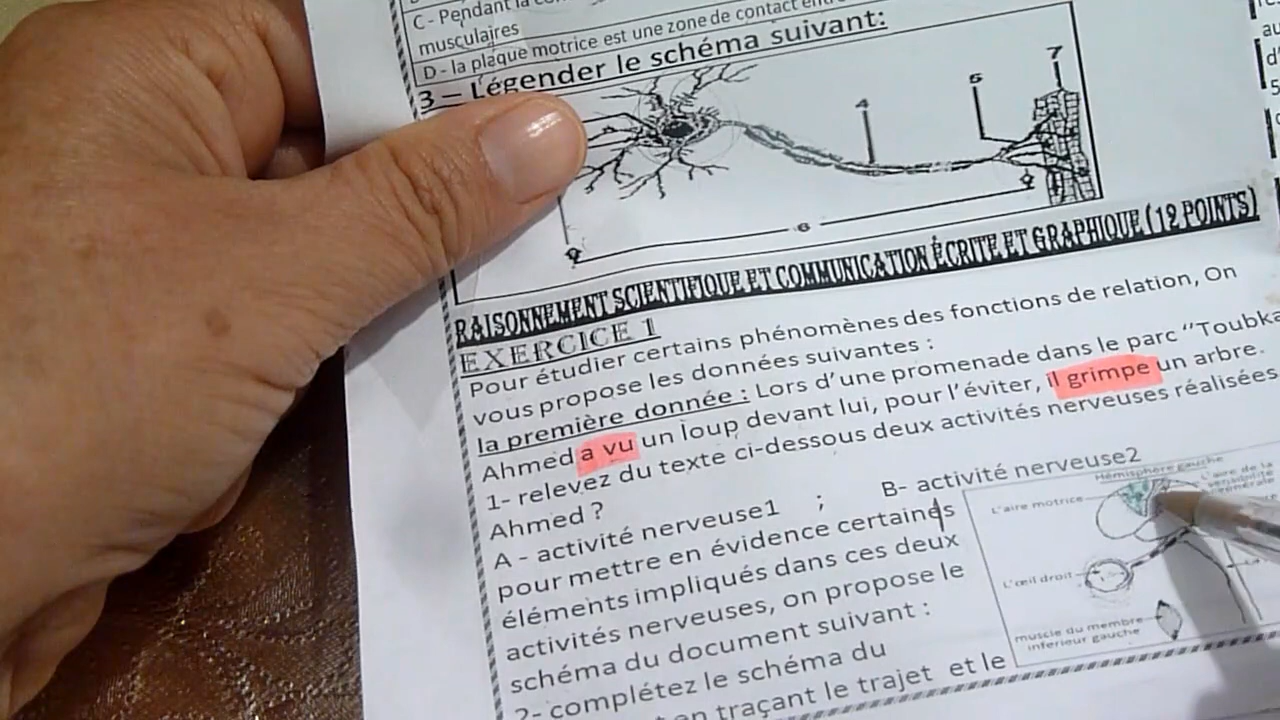 C - Pendant la
musculaires
D - la plaque motrice est une zone de contact
3 – Légender le schéma suivant:
4
5
7
6
RAISONNEMENT SCIENTIFIQUE ET COMMUNICATION ÉCRITE ET GRAPHIQUE (12 POINTS)
EXERCICE 1
Pour étudier certains phénomènes des fonctions de relation, On
vous propose les données suivantes :
la première donnée : Lors d'une promenade dans le parc ''Toubka
Ahmed a vu un loup devant lui, pour l'éviter, il grimpe un arbre.
1- relevez du texte ci-dessous deux activités nerveuses réalisées
Ahmed ?
A - activité nerveuse1 ; B- activité nerveuse2
pour mettre en évidence certaines
éléments impliqués dans ces deux
activités nerveuses, on propose le
schéma du document suivant :
2- complétez le schéma du
en traçant le trajet et le
Hémisphère gauche
L'aire motrice
L'aire de la
sensibilité
générale
L'œil droit
muscle du membre
inferieur gauche